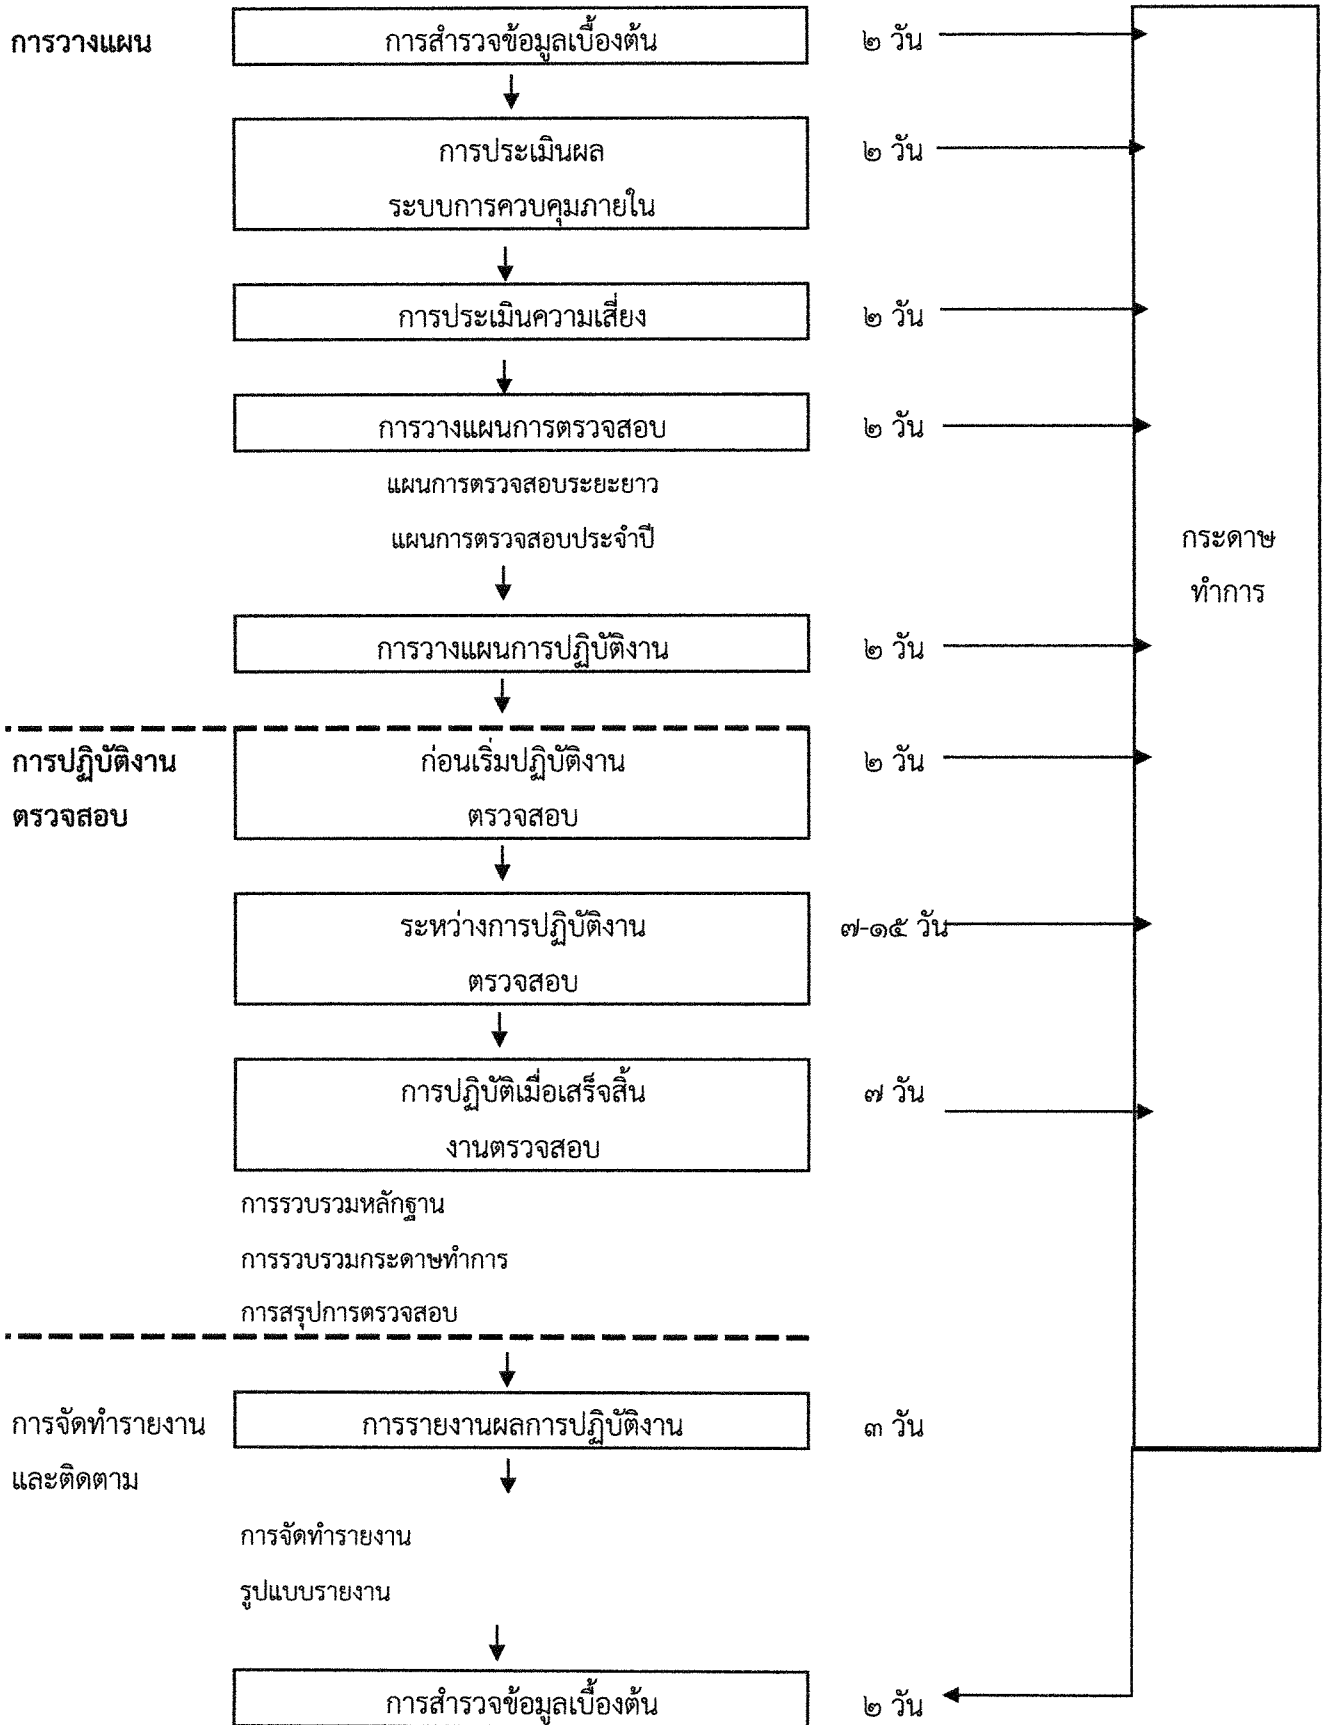 การวางแผน
การสำรวจข้อมูลเบื้องต้น
๒ วัน
การประเมินผล
ระบบการควบคุมภายใน
๒ วัน
การประเมินความเสี่ยง
๒ วัน
การวางแผนการตรวจสอบ
๒ วัน
แผนการตรวจสอบระยะยาว
แผนการตรวจสอบประจำปี
กระดาษ
ทำการ
การวางแผนการปฏิบัติงาน
๒ วัน
การปฏิบัติงาน
ตรวจสอบ
ก่อนเริ่มปฏิบัติงาน
ตรวจสอบ
๒ วัน
ระหว่างการปฏิบัติงาน
ตรวจสอบ
๗-๑๕ วัน
การปฏิบัติเมื่อเสร็จสิ้น
งานตรวจสอบ
๗ วัน
การรวบรวมหลักฐาน
การรวบรวมกระดาษทำการ
การสรุปการตรวจสอบ
การจัดทำรายงาน
และติดตาม
การรายงานผลการปฏิบัติงาน
๓ วัน
การจัดทำรายงาน
รูปแบบรายงาน
การสำรวจข้อมูลเบื้องต้น
๒ วัน